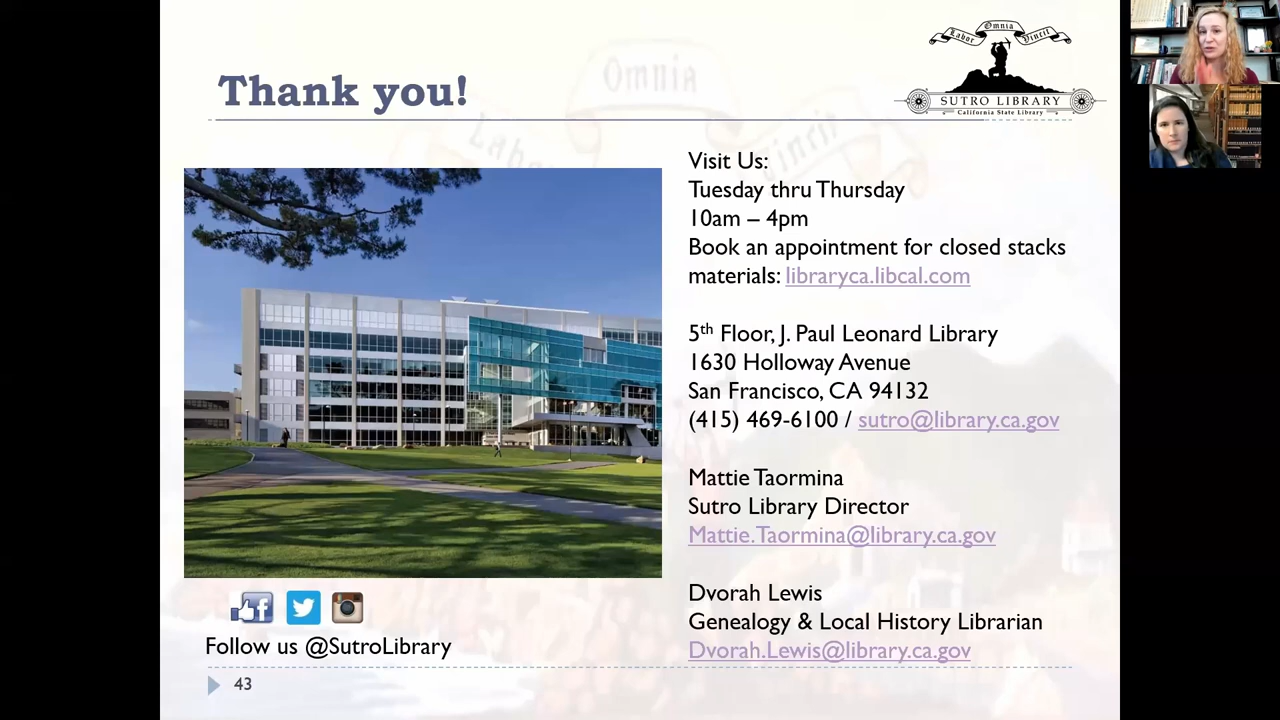 Thank you!
Labor Omnia Vincit
SUTRO LIBRARY
California State Library
Omnia
Labor
Vincit
Visit Us:
Tuesday thru Thursday
10am – 4pm
Book an appointment for closed stacks
materials: libraryca.libcal.com
5th Floor, J. Paul Leonard Library
1630 Holloway Avenue
San Francisco, CA 94132
(415) 469-6100 / sutro@library.ca.gov
Mattie Taormina
Sutro Library Director
Mattie.Taormina@library.ca.gov
Dvorah Lewis
Genealogy & Local History Librarian
Dvorah.Lewis@library.ca.gov
Follow us @SutroLibrary
43